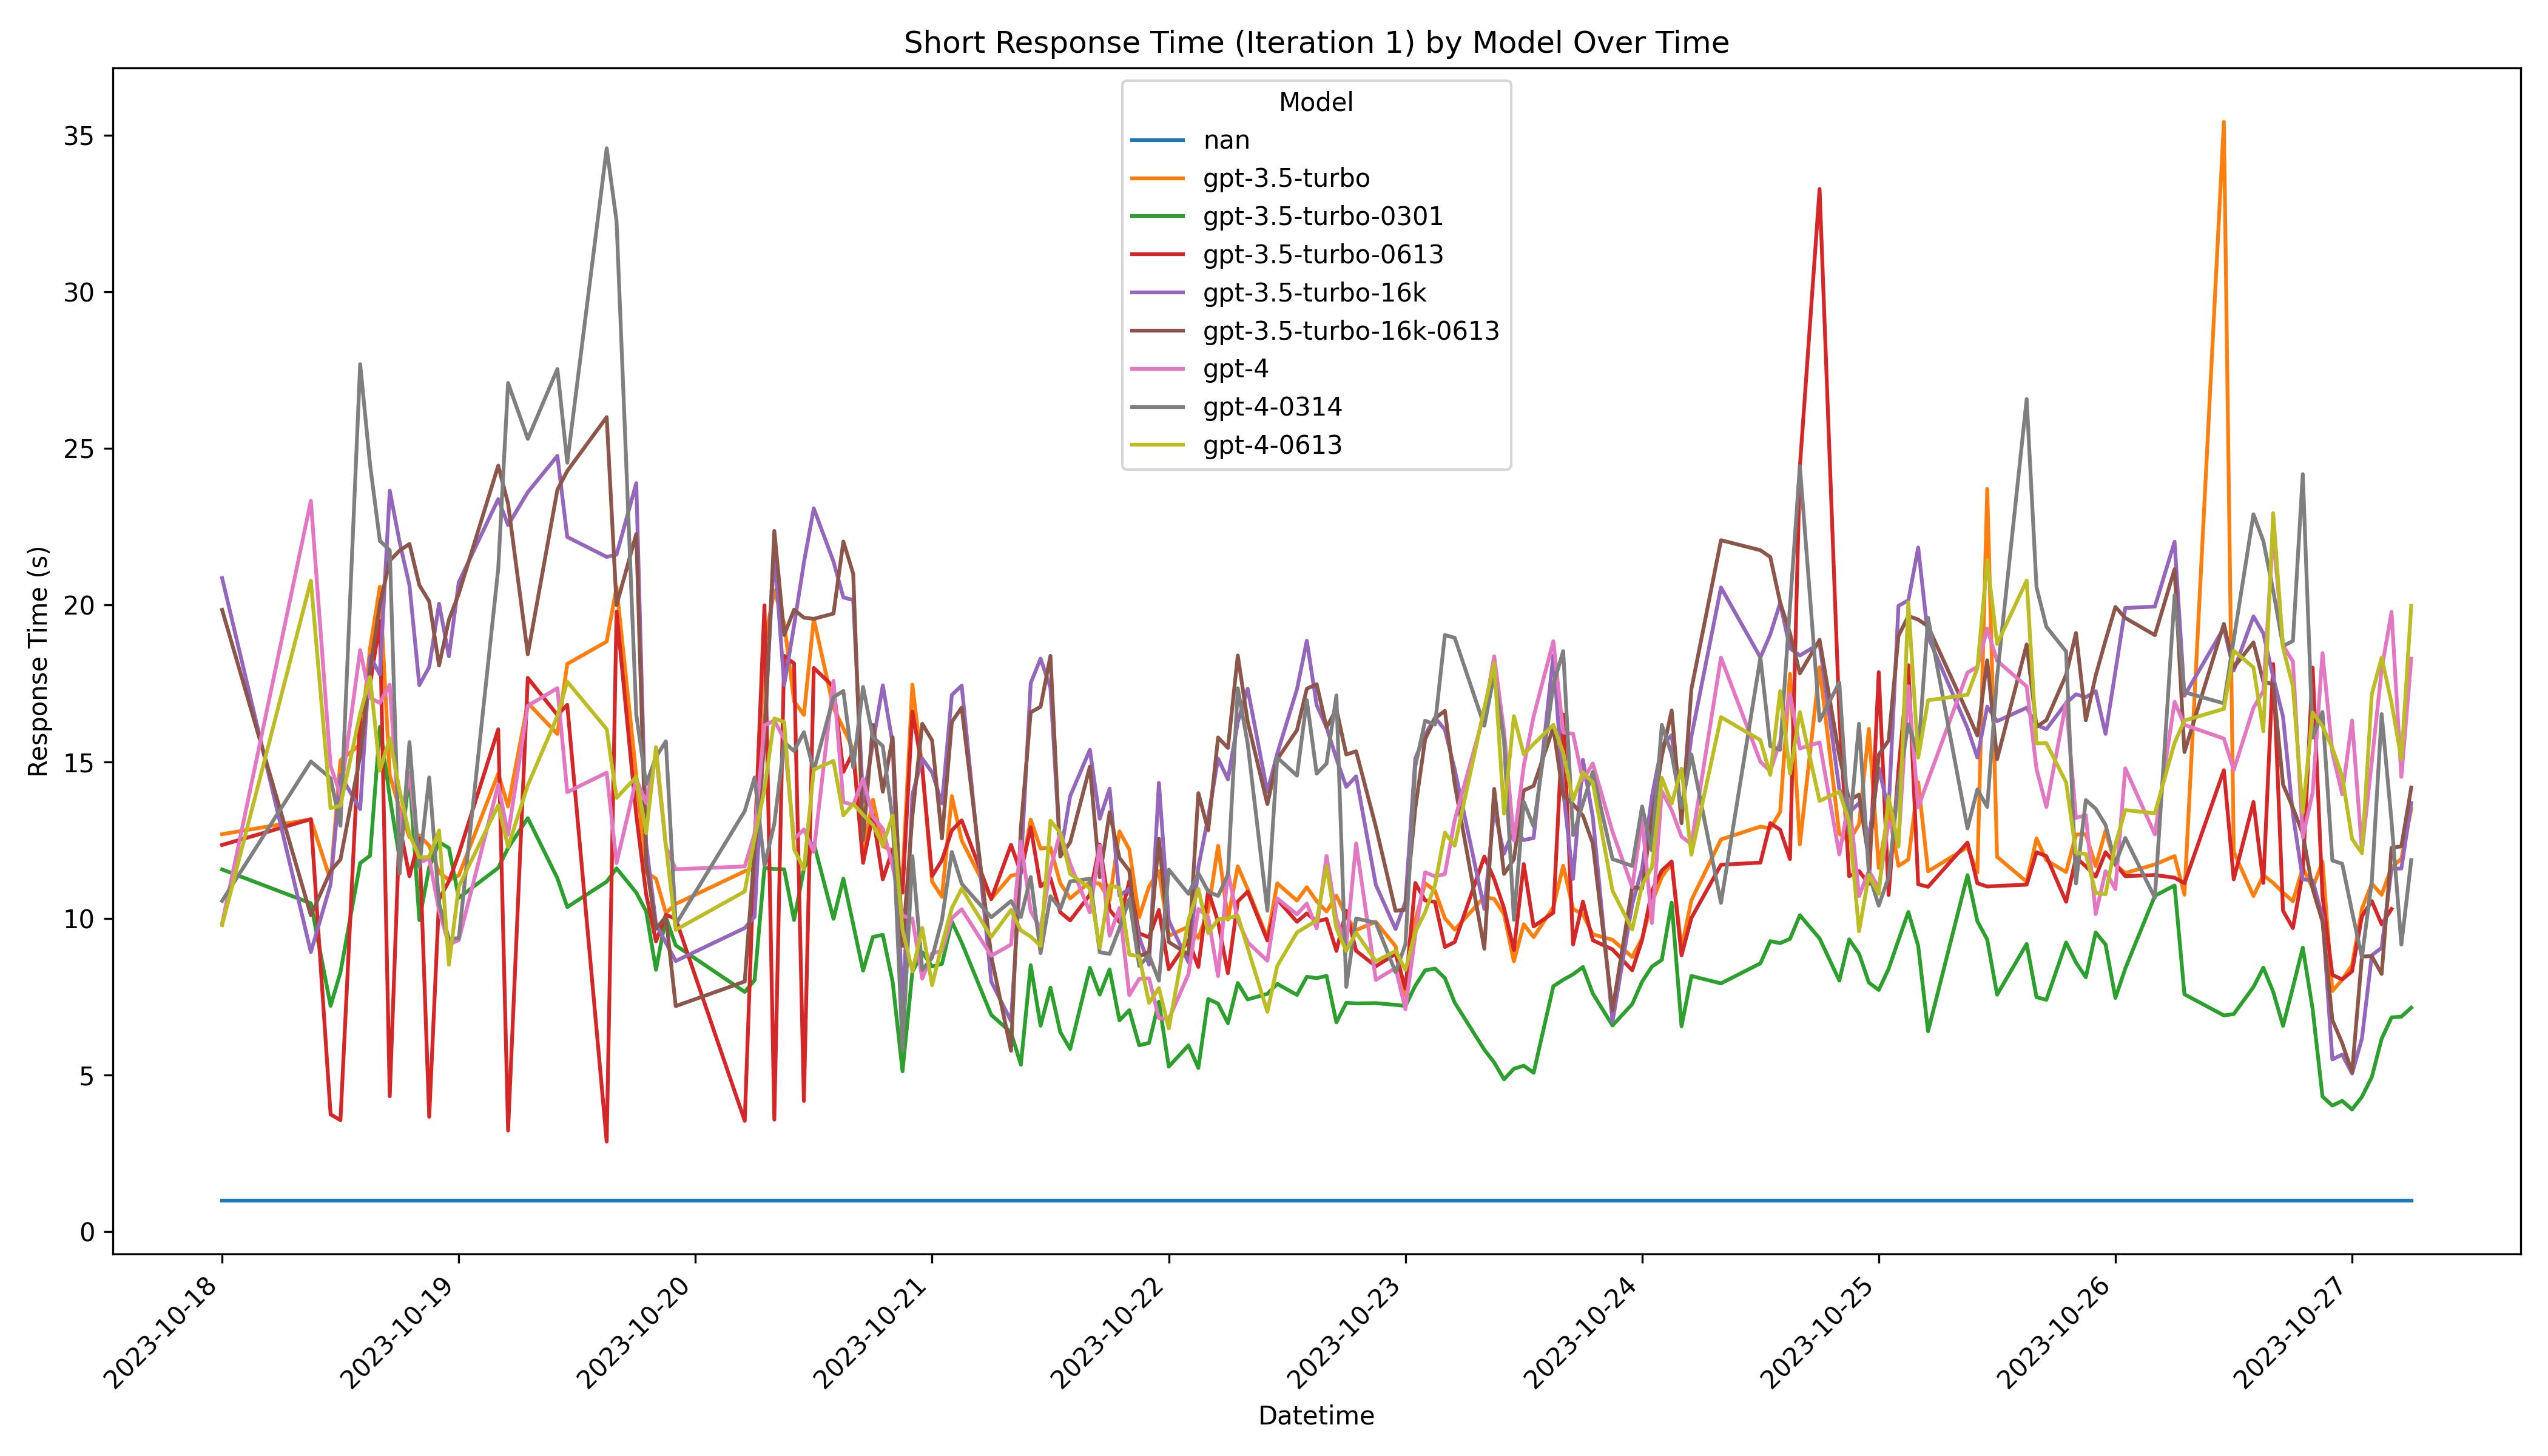 Short Response Time (Iteration 1) by Model Over Time
Model
nan
gpt-3.5-turbo
gpt-3.5-turbo-0301
gpt-3.5-turbo-0613
gpt-3.5-turbo-16k
gpt-3.5-turbo-16k-0613
gpt-4
gpt-4-0314
gpt-4-0613
Response Time (s)
35
30
25
20
15
10
5
0
2023-10-18
2023-10-19
2023-10-20
2023-10-21
2023-10-22
2023-10-23
2023-10-24
2023-10-25
2023-10-26
2023-10-27
Datetime